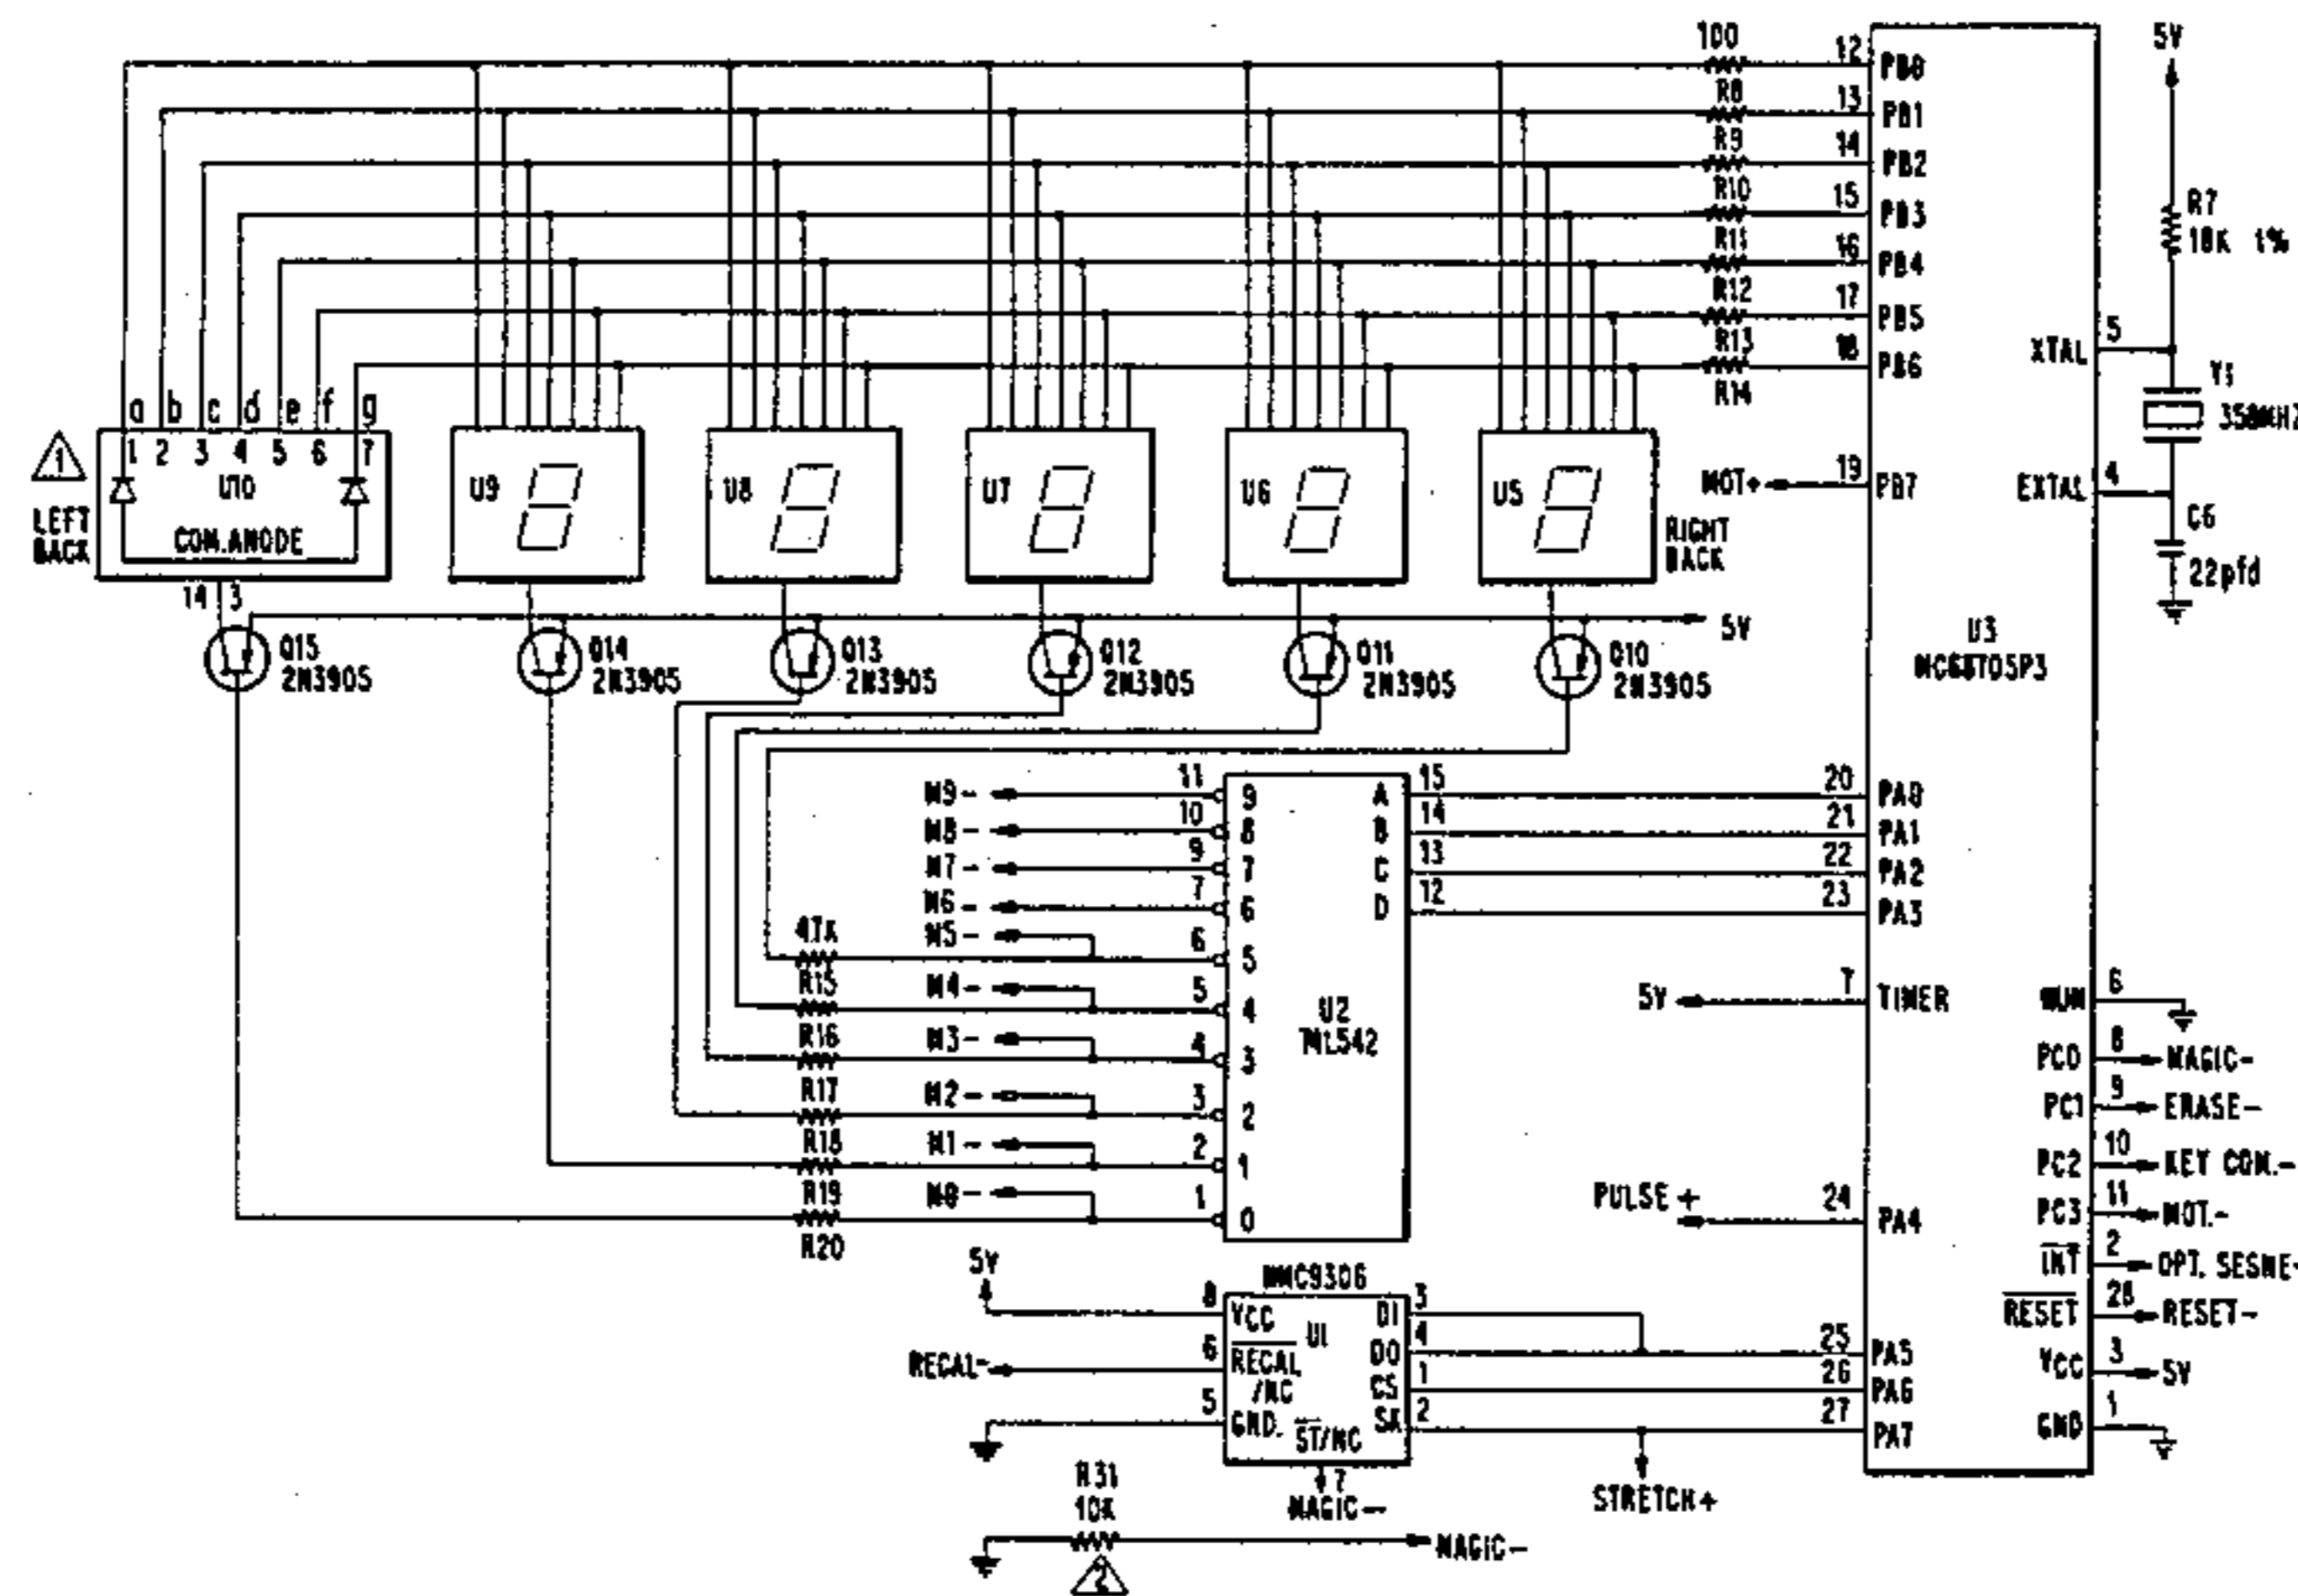 100
12 PB0
R8
13 PB1
R9
14 PB2
R10
15 PB3
R11
16 PB4
R12
17 PB5
R13
18 PB6
R14
5V
R7
XTAL 5
Y1
EXTAL 4
C6
22pfd
a b c d e f g
1 2 3 4 5 6 7
1
U10
COM.ANODE
LEFT
BACK
14 3
U9
U8
U7
U6
U5
RIGHT
BACK
MOT+
19 PB7
5V
Q15
2N3905
Q14
2N3905
Q13
2N3905
Q12
2N3905
Q11
2N3905
Q10
2N3905
U3
MC68705P3
M9- 11 9
M8- 10 8
M7- 9 7
M6- 7 6
M5- 6 5
M4- 5 4
M3- 4 3
M2- 3 2
M1- 2 1
M0- 1 0
A 15
B 14
C 13
D 12
U2
20 PA0
21 PA1
22 PA2
23 PA3
R15
R16
R17
R18
R19
R20
5V
7 TIMER
PULSE +
24 PA4
6
PC0 8 MAGIC-
PC1 9 ERASE-
PC2 10 KEY COM.-
PC3 11 MOT.-
INT 2 OPT. SESNE-
RESET 28 RESET-
VCC 3 5V
GND 1
5V
NMC9306
8 VCC
U1
6 RECAL
/NC
RECAL-
5 GND.
ST/NC
7
MAGIC-
DI 3
DO 4
CS 1
SK 2
25 PA5
26 PA6
27 PA7
STRETCH+
R31
10K
2
MAGIC-